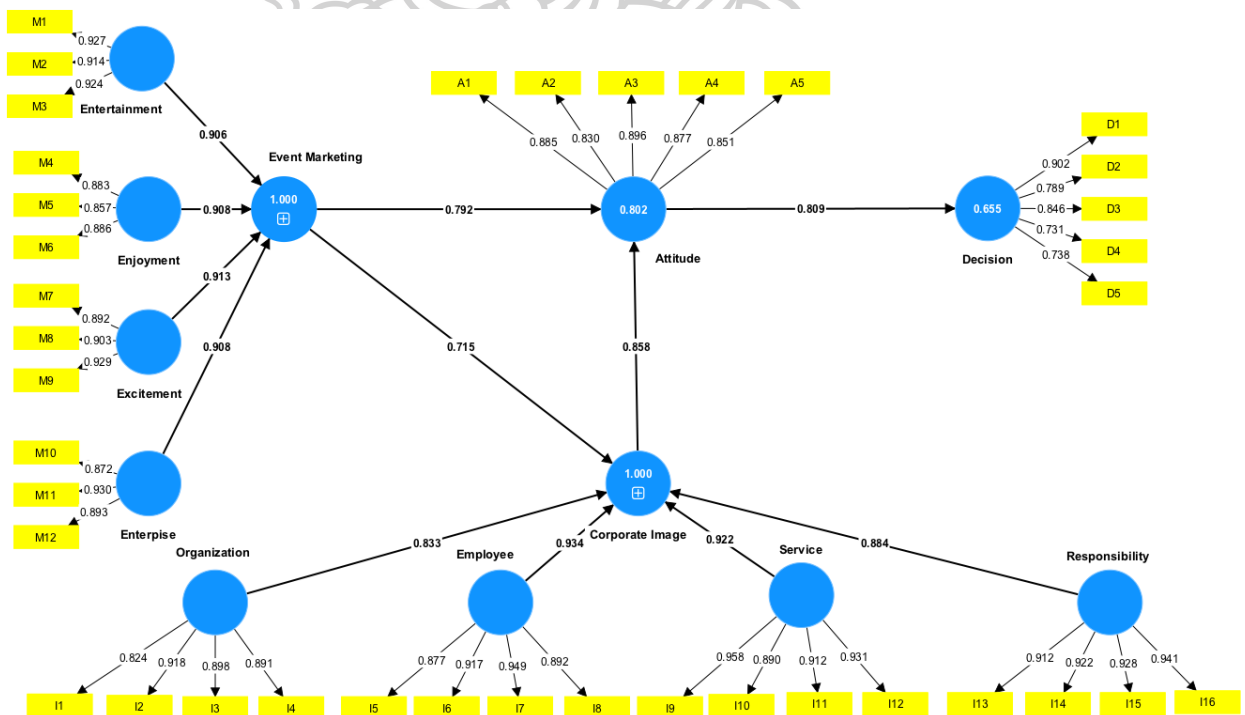 M1
0.927
M2
0.914
0.924
M3
Entertainment
0.906
M4
0.883
M5
0.857
0.886
M6
Enjoyment
0.908
M7
0.892
M8
0.903
0.929
M9
Excitement
0.913
M10
0.872
M11
0.930
0.893
M12
Enterpise
0.908
Event Marketing
1.000
0.792
0.715
A1
A2
A3
A4
A5
0.885
0.830
0.896
0.877
0.851
0.802
Attitude
0.809
0.858
0.655
Decision
D1
0.902
D2
0.789
0.846
D3
0.731
D4
0.738
D5
1.000
Corporate Image
Organization
0.833
0.824
0.918
0.898
0.891
I1
I2
I3
I4
Employee
0.934
0.877
0.917
0.949
0.892
I5
I6
I7
I8
Service
0.922
0.958
0.890
0.912
0.931
I9
I10
I11
I12
Responsibility
0.884
0.912
0.922
0.928
0.941
I13
I14
I15
I16